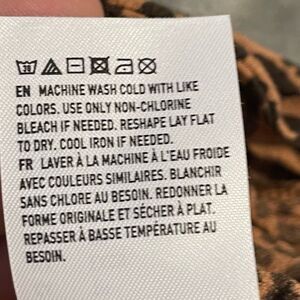 30
EN MACHINE WASH COLD WITH LIKE
COLORS. USE ONLY NON-CHLORINE
BLEACH IF NEEDED. RESHAPE LAY FLAT
TO DRY. COOL IRON IF NEEDED.
FR LAVER À LA MACHINE À L'EAU FROIDE
AVEC COULEURS SIMILAIRES. BLANCHIR
SANS CHLORE AU BESOIN. REDONNER LA
FORME ORIGINALE ET SÉCHER À PLAT.
REPASSER À BASSE TEMPÉRATURE AU
BESOIN.